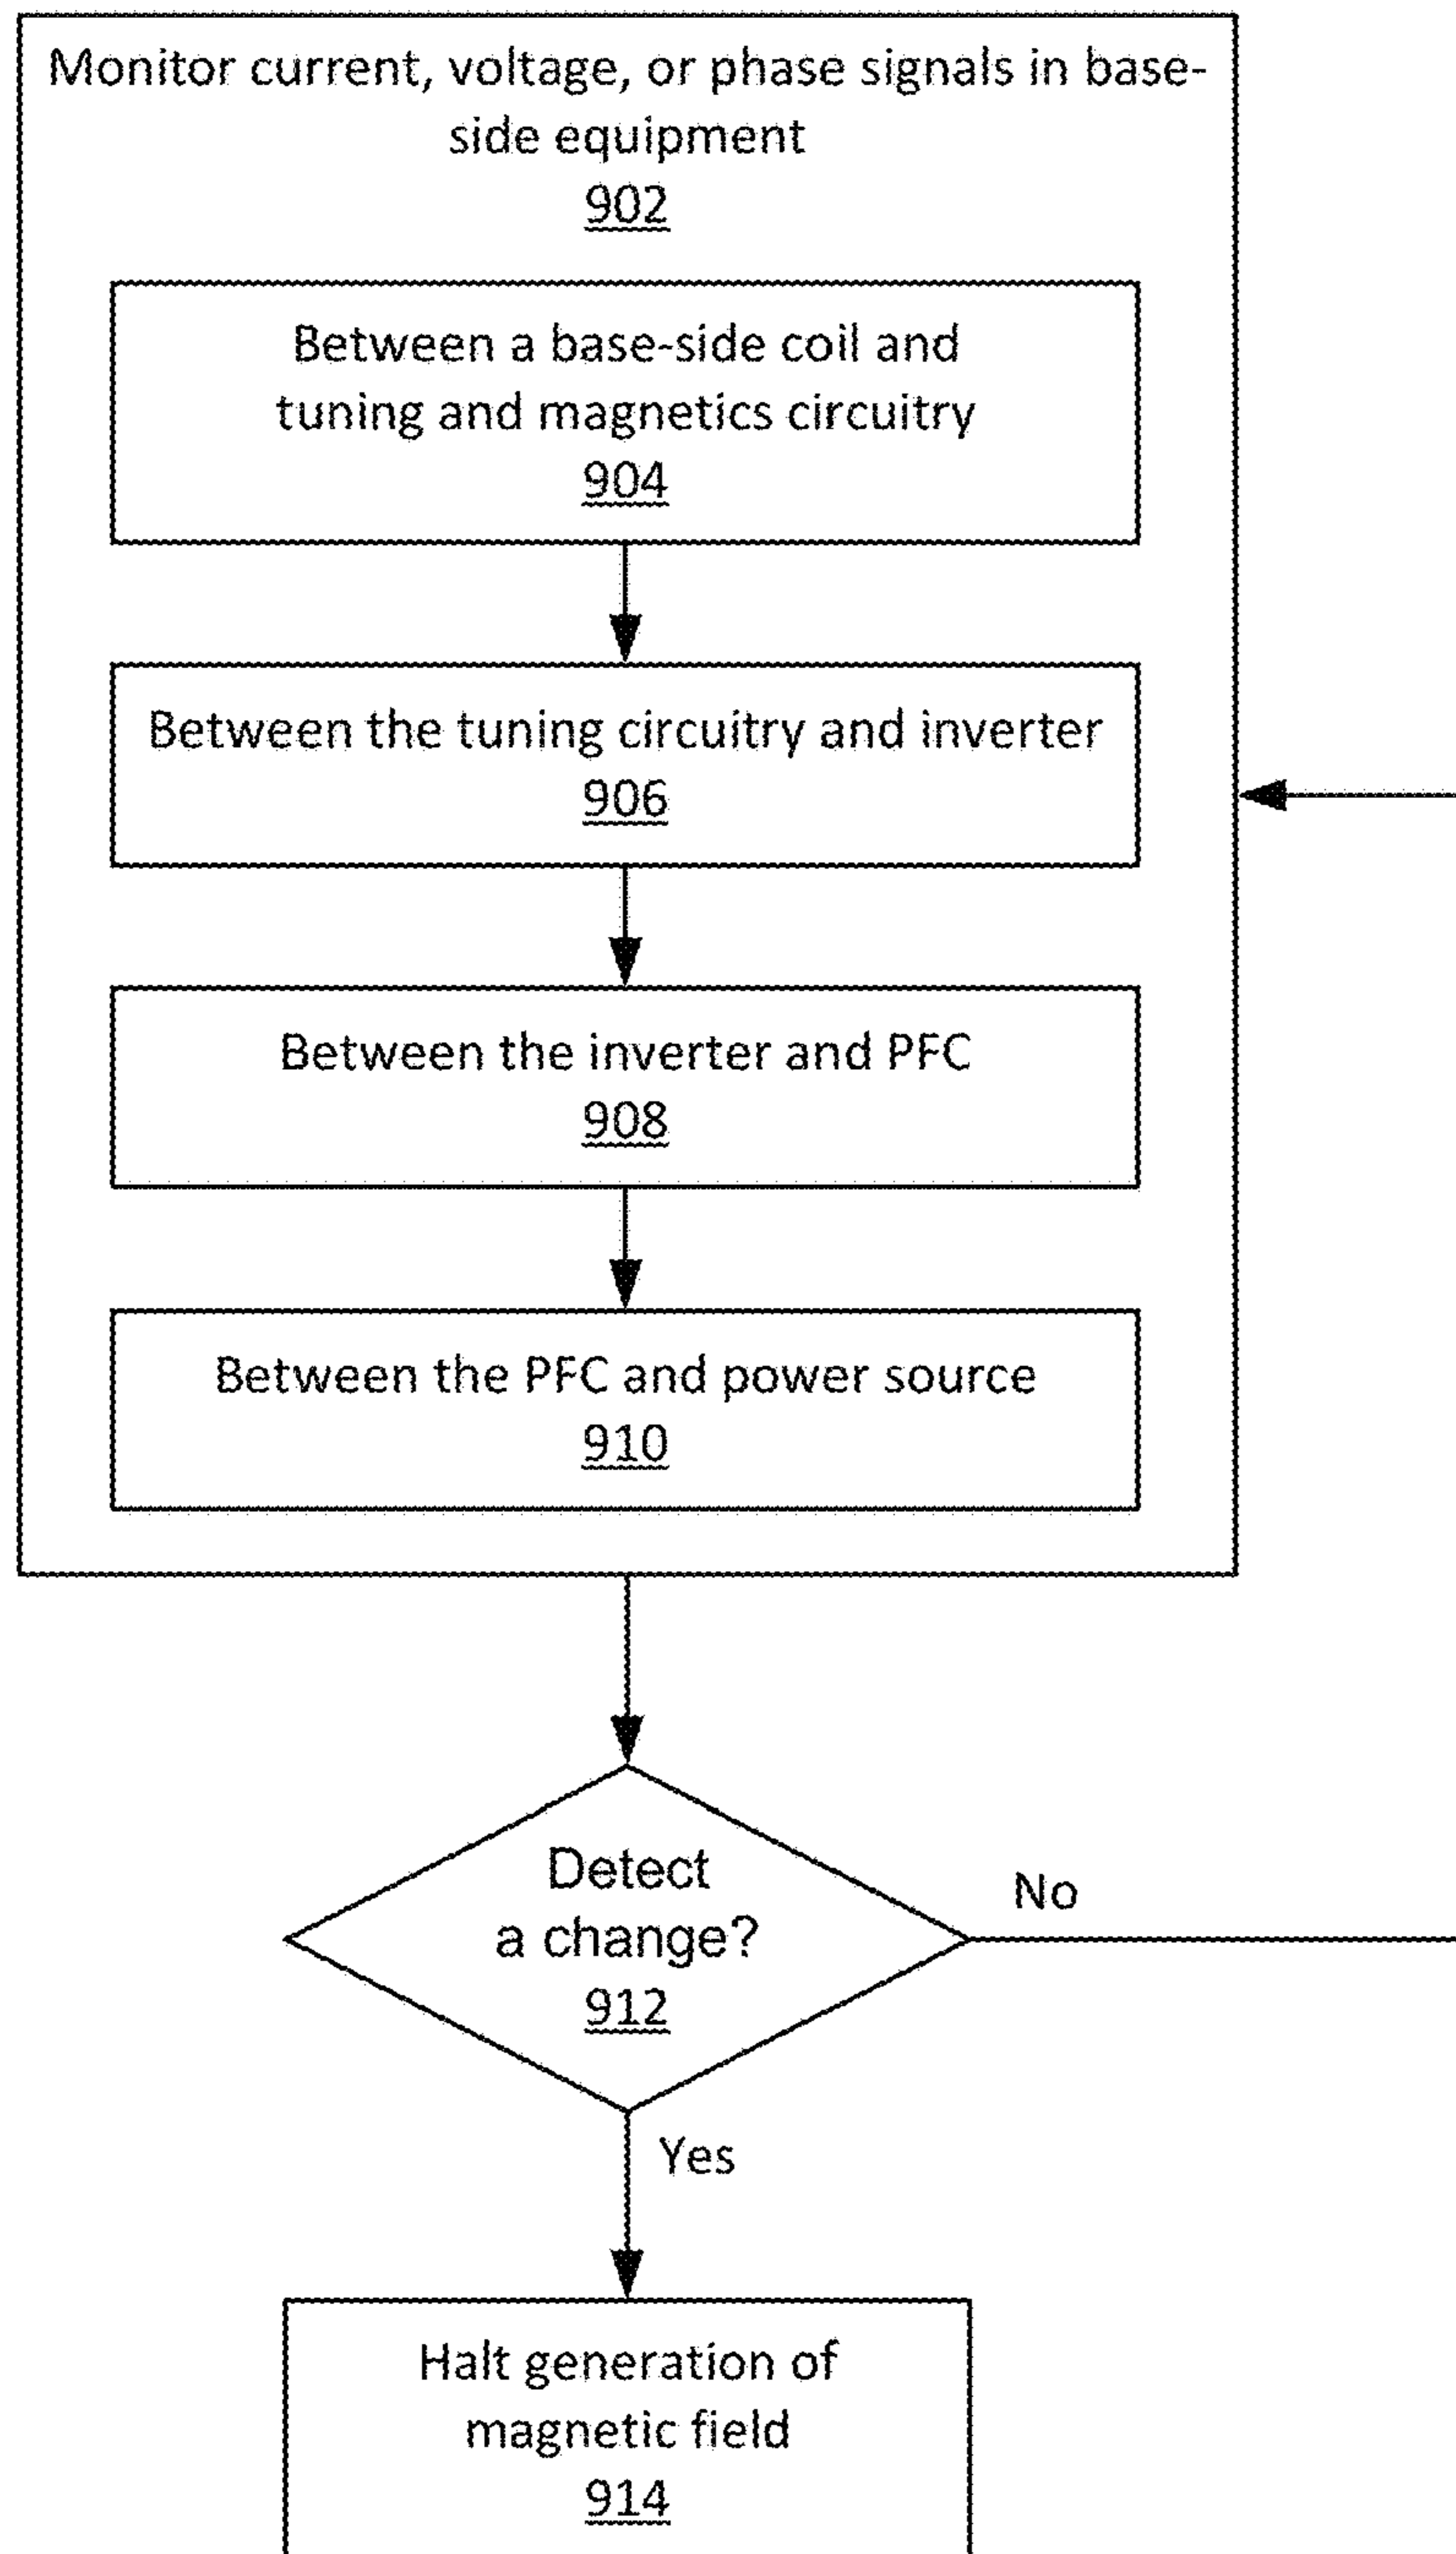 Monitor current, voltage, or phase signals in base-
side equipment
902
Between a base-side coil and
tuning and magnetics circuitry
904
Between the tuning circuitry and inverter
906
Between the inverter and PFC
908
Between the PFC and power source
910
Detect
a change?
912
No
Yes
Halt generation of
magnetic field
914